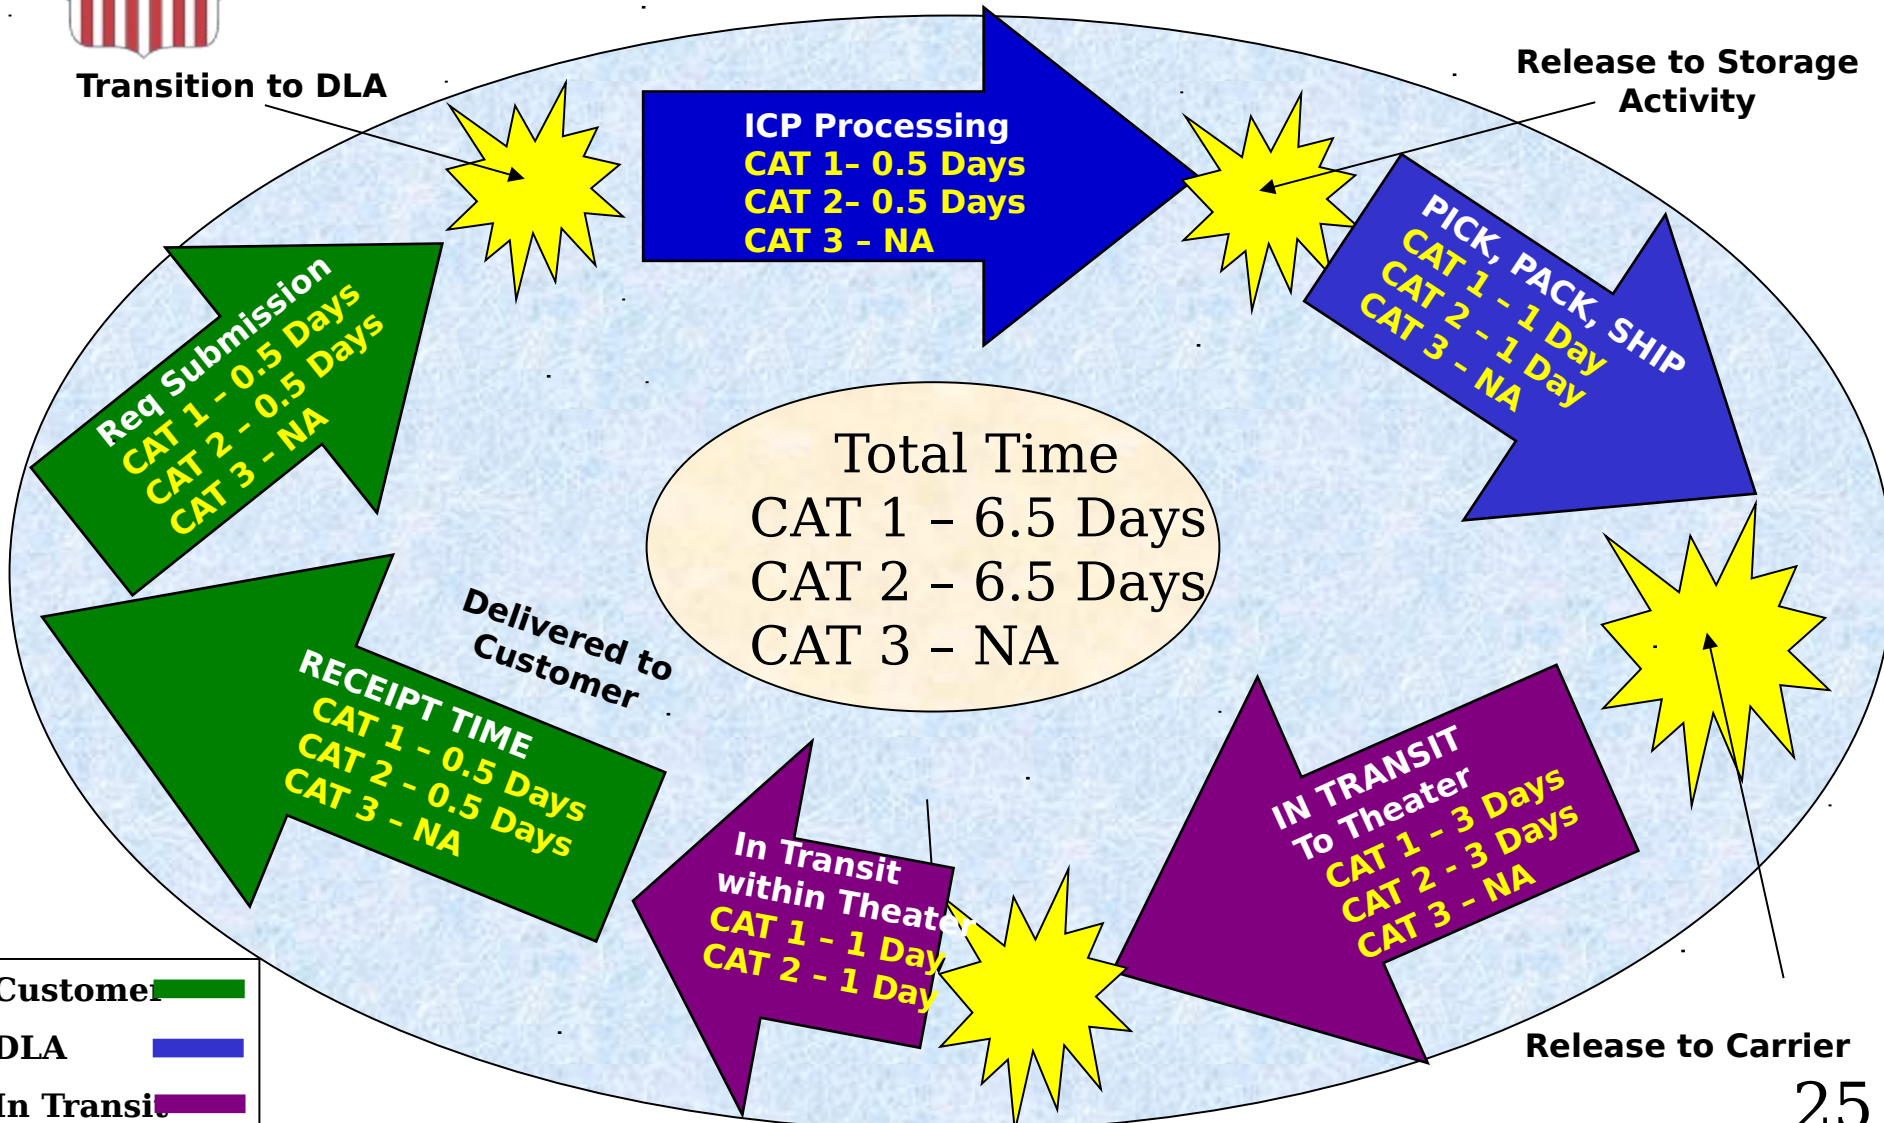 Transition to DLA
Release to Storage
Activity
ICP Processing
CAT 1– 0.5 Days
CAT 2– 0.5 Days
CAT 3 – NA
PICK, PACK, SHIP
CAT 1 – 1 Day
CAT 2 – 1 Day
CAT 3 – NA
Req Submission
CAT 1 – 0.5 Days
CAT 2 – 0.5 Days
CAT 3 – NA
Total Time
CAT 1 – 6.5 Days
CAT 2 – 6.5 Days
CAT 3 – NA
Delivered to
Customer
RECEIPT TIME
CAT 1 – 0.5 Days
CAT 2 – 0.5 Days
CAT 3 – NA
In Transit
within Theater
CAT 1 – 1 Day
CAT 2 – 1 Day
IN TRANSIT
To Theater
CAT 1 – 3 Days
CAT 2 - 3 Days
CAT 3 – NA
Customer
DLA
In Transit
Release to Carrier
25